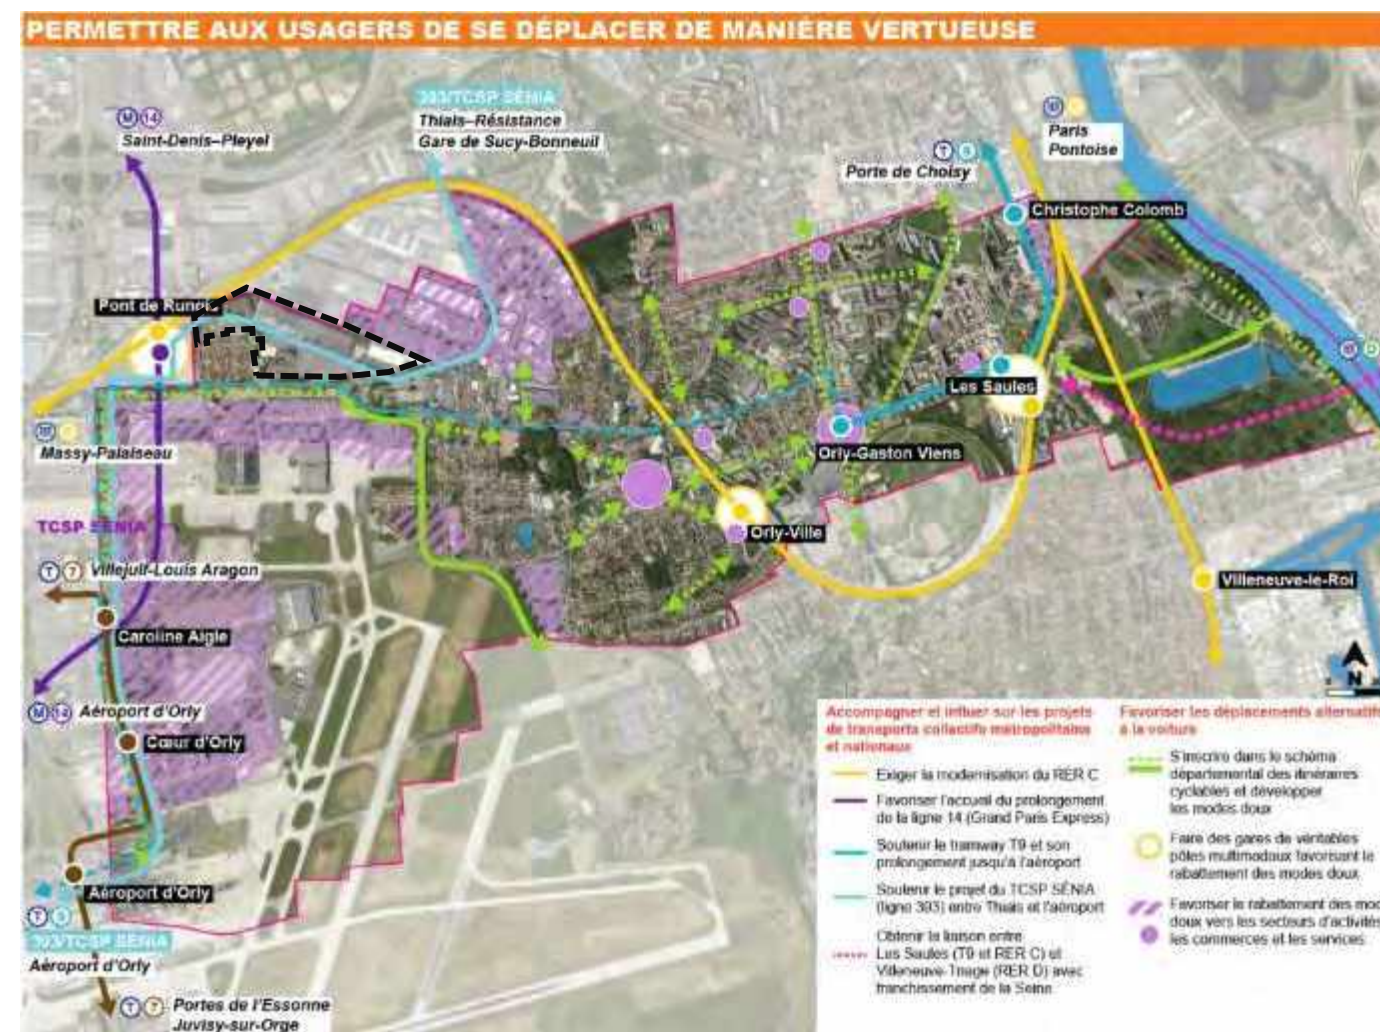 PERMETTRE AUX USAGERS DE SE DÉPLACER DE MANIÈRE VERTUEUSE
M 14
Saint-Denis–Pleyel
393/TCSP SÉNIA
Thiais–Résistance
Gare de Sucy-Bonneuil
T 9
Porte de Choisy
Paris
Pontoise
Christophe Colomb
Pont de Rungis
Les Saules
Massy-Palaiseau
Orly-Gaston Viens
Orly-Ville
TCSP SÉNIA
T 7 Villejuif-Louis Aragon
Villeneuve-le-Roi
Caroline Aigle
N
M 14 Aéroport d'Orly
Cœur d'Orly
Aéroport d'Orly
T 9
393/TCSP SÉNIA
Aéroport d'Orly
T 7 Portes de l'Essonne
Juvisy-sur-Orge
Accompagner et influer sur les projets
de transports collectifs métropolitains
et nationaux
Exiger la modernisation du RER C
Favoriser l'accueil du prolongement
de la ligne 14 (Grand Paris Express)
Soutenir le tramway T9 et son
prolongement jusqu'à l'aéroport
Soutenir le projet du TCSP SÉNIA
(ligne 393) entre Thiais et l'aéroport
Obtenir la liaison entre
Les Saules (T9 et RER C) et
Villeneuve-Triage (RER D) avec
franchissement de la Seine
Favoriser les déplacements alternatifs
à la voiture
S'inscrire dans le schéma
départemental des itinéraires
cyclables et développer
les modes doux
Faire des gares de véritables
pôles multimodaux favorisant le
rabattement des modes doux
Favoriser le rabattement des mod
doux vers les secteurs d'activités
les commerces et les services